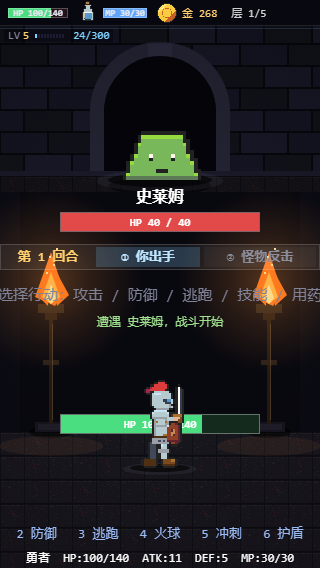 HP 100/140 MP 30/30 金 268 层 1/5
LV 5 24/300
史莱姆
HP 40 / 40
第 1 回合 ① 你出手 ② 怪物反击
选择行动 攻击 / 防御 / 逃跑 / 技能 用药
遭遇 史莱姆，战斗开始
HP 10 40
2 防御 3 逃跑 4 火球 5 冲刺 6 护盾
勇者 HP:100/140 ATK:11 DEF:5 MP:30/30